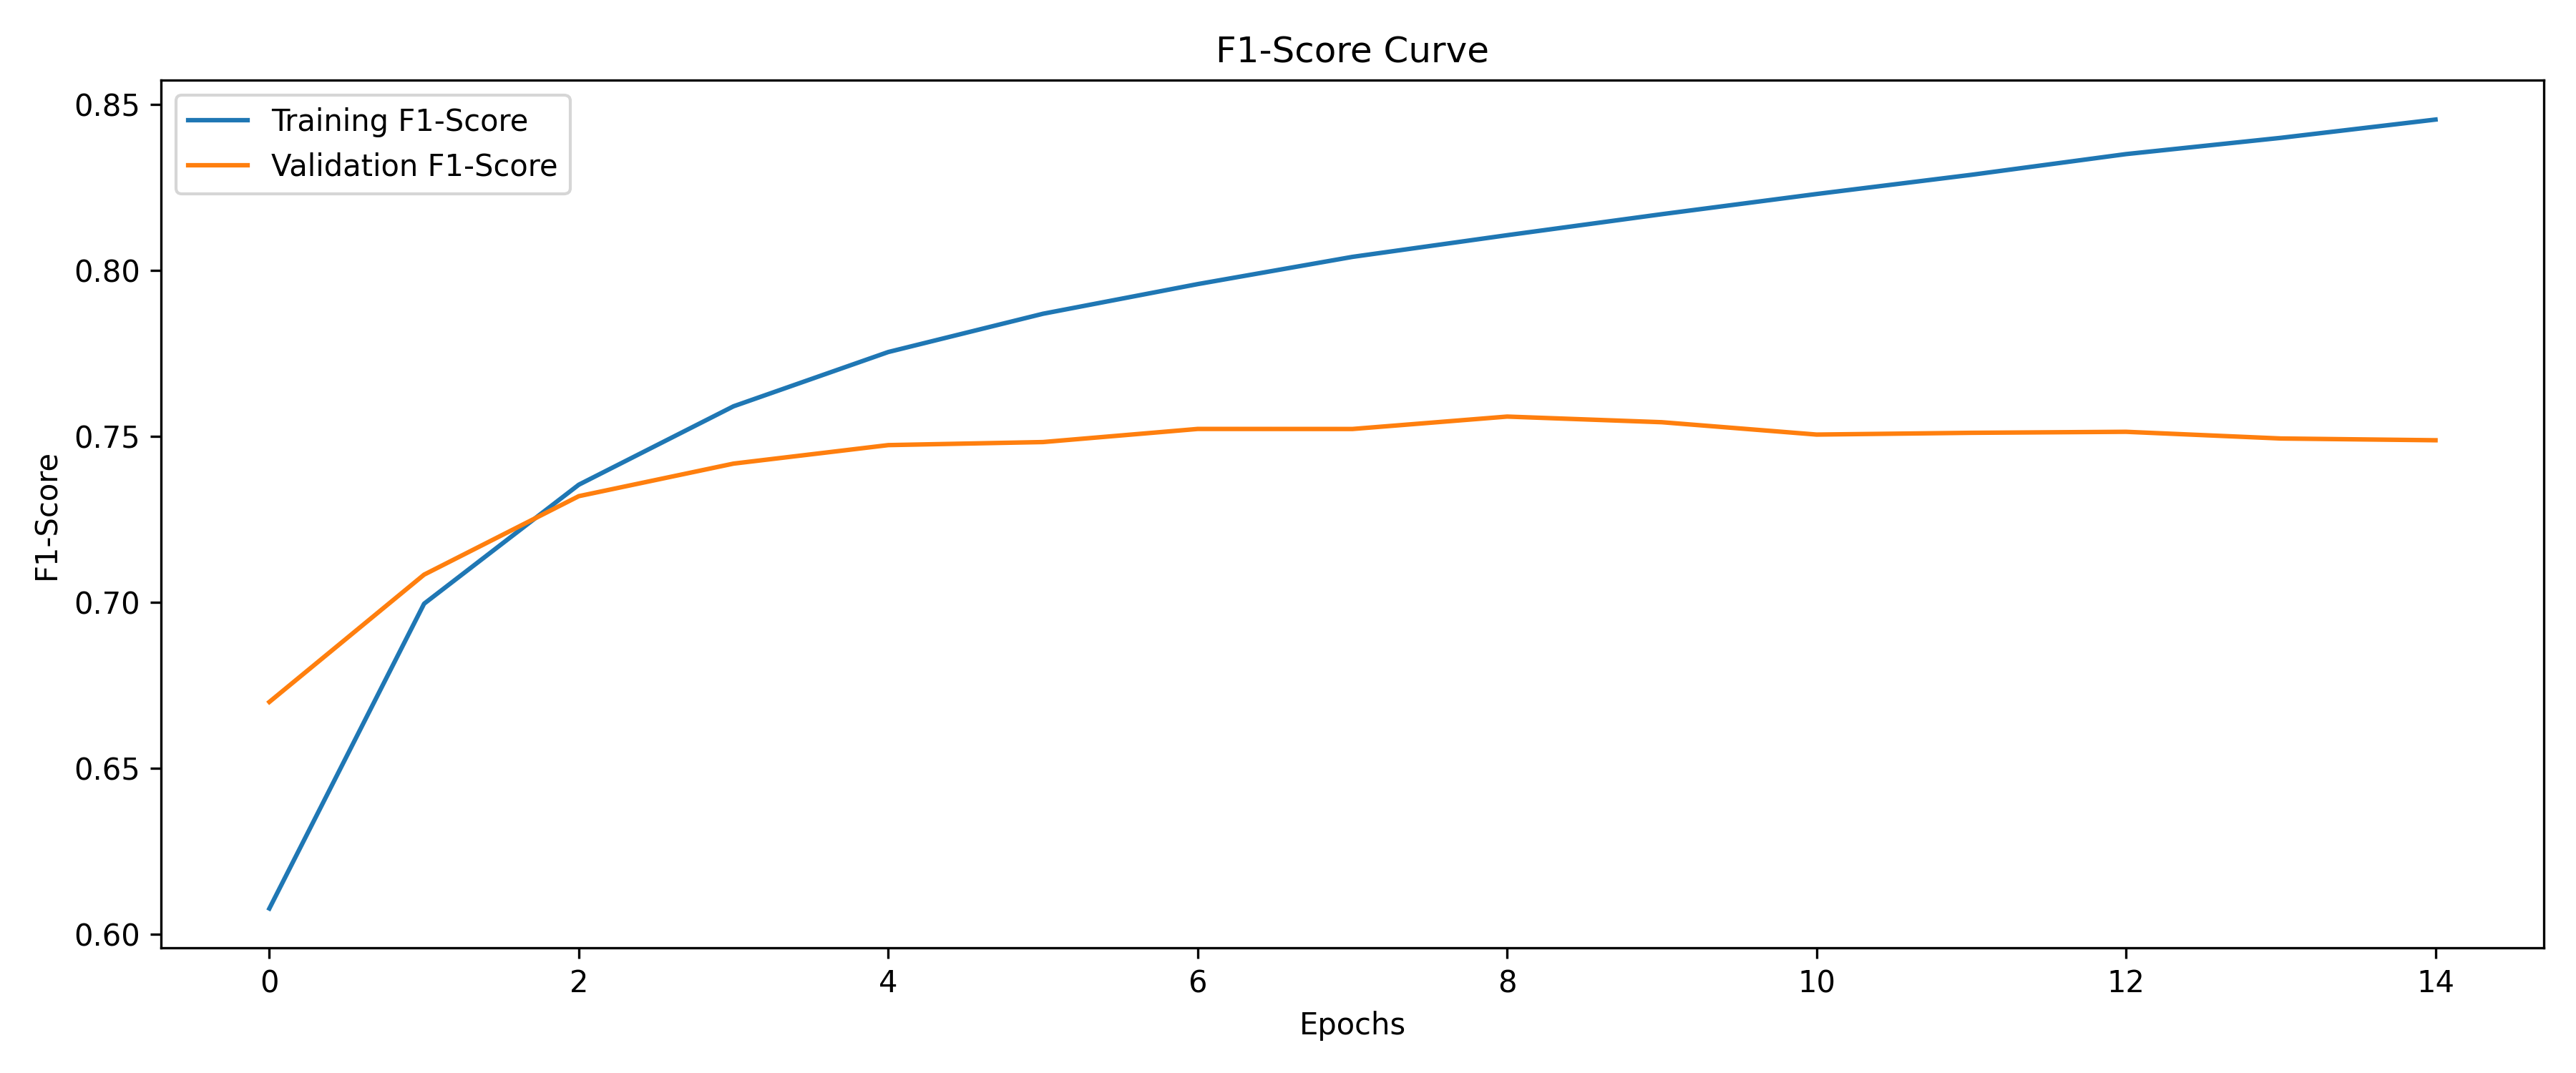 F1-Score Curve
Training F1-Score
Validation F1-Score
0.85
0.80
0.75
0.70
0.65
0.60
F1-Score
0 2 4 6 8 10 12 14
Epochs